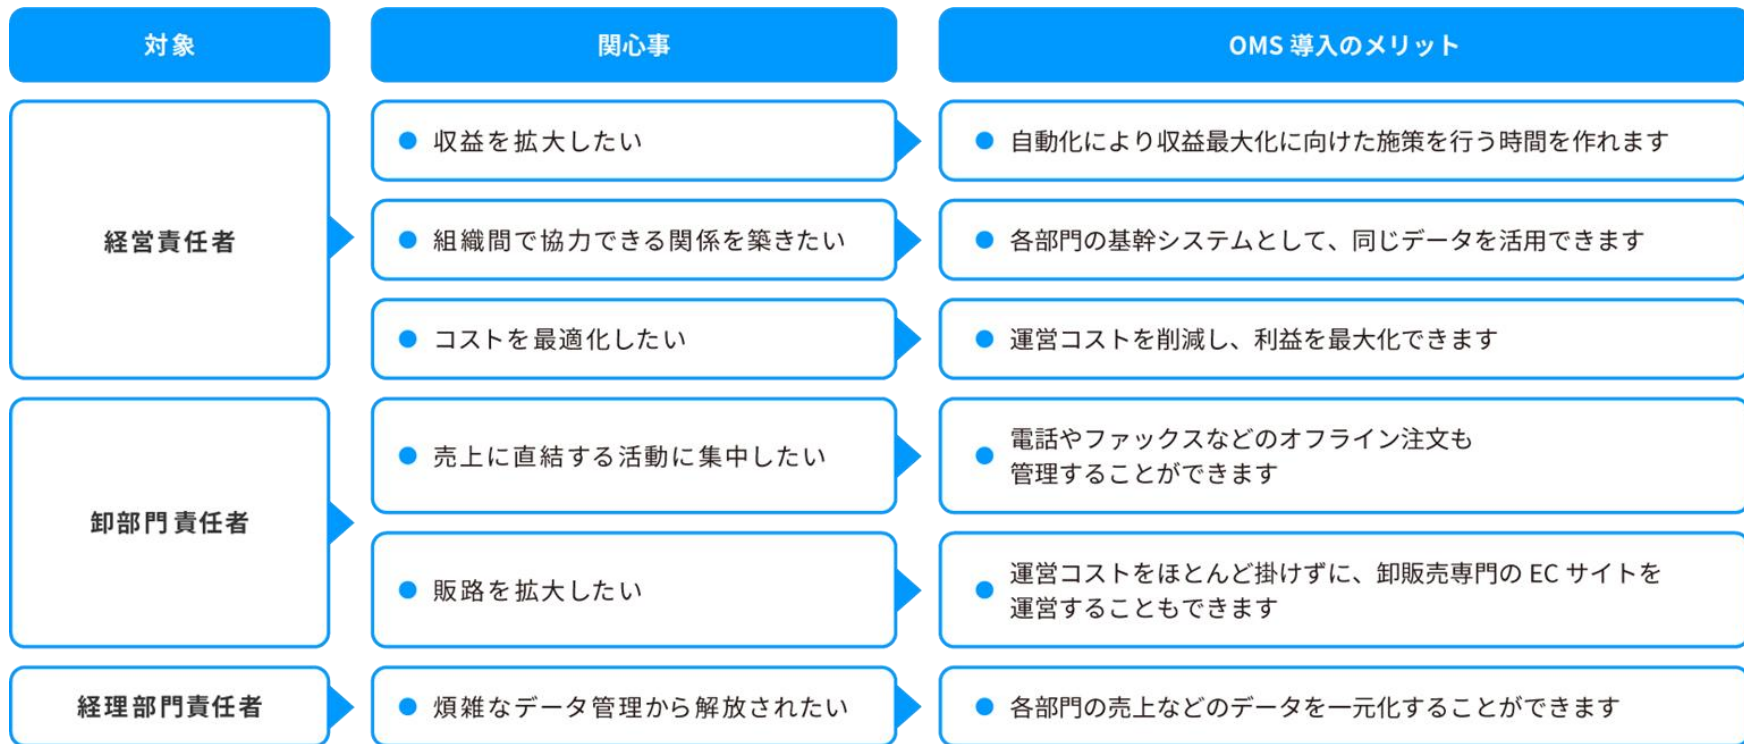 対象
関心事
OMS 導入のメリット
経営責任者
収益を拡大したい
自動化により収益最大化に向けた施策を行う時間を作れます
組織間で協力できる関係を築きたい
各部門の基幹システムとして、同じデータを活用できます
コストを最適化したい
運営コストを削減し、利益を最大化できます
卸部門責任者
売上に直結する活動に集中したい
電話やファックスなどのオフライン注文も
管理することができます
販路を拡大したい
運営コストをほとんど掛けずに、卸販売専門の EC サイトを
運営することもできます
経理部門責任者
煩雑なデータ管理から解放されたい
各部門の売上などのデータを一元化することができます